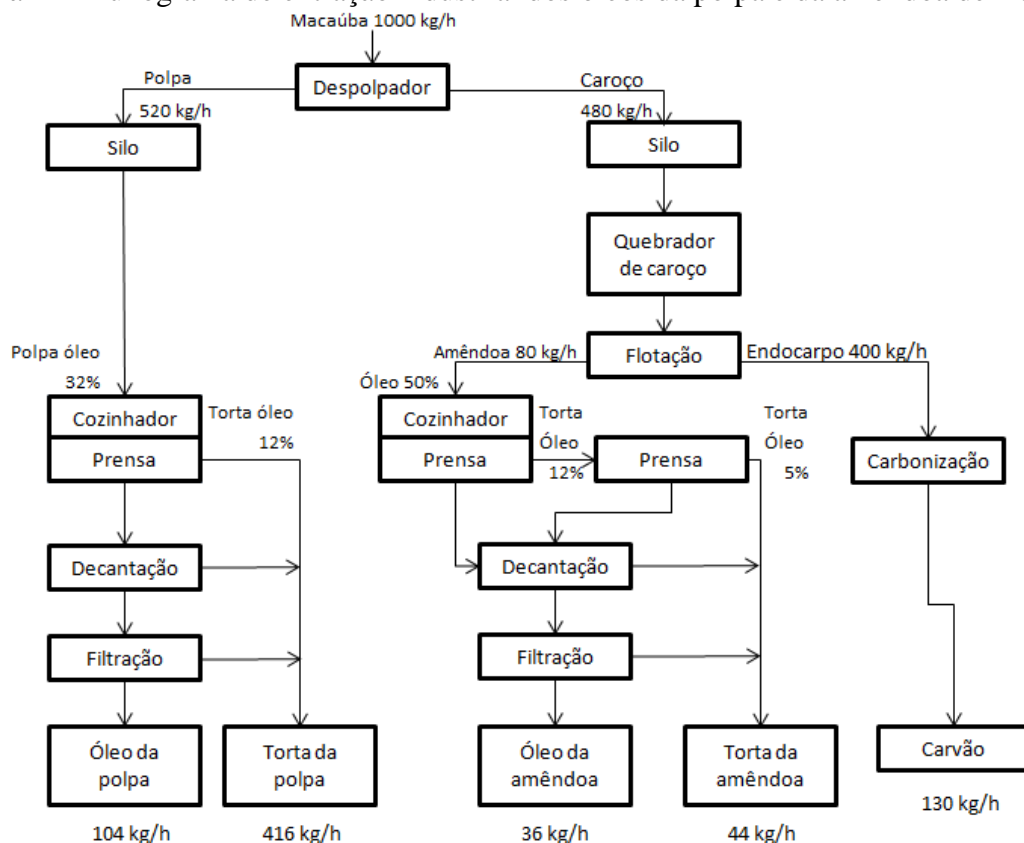 Macaúba 1000 kg/h
Despolpador
Polpa
520 kg/h
Caroço
480 kg/h
Silo
Silo
Quebrador
de caroço
Flotação
Amêndoa 80 kg/h
Endocarpo 400 kg/h
Polpa óleo
32%
Cozinhador
Prensa
Torta óleo
12%
Óleo 50%
Cozinhador
Prensa
Torta
Óleo
12%
Prensa
Torta
Óleo
5%
Carbonização
Decantação
Decantação
Filtração
Filtração
Óleo da
polpa
Torta da
polpa
Óleo da
amêndoa
Torta da
amêndoa
Carvão
104 kg/h
416 kg/h
36 kg/h
44 kg/h
130 kg/h